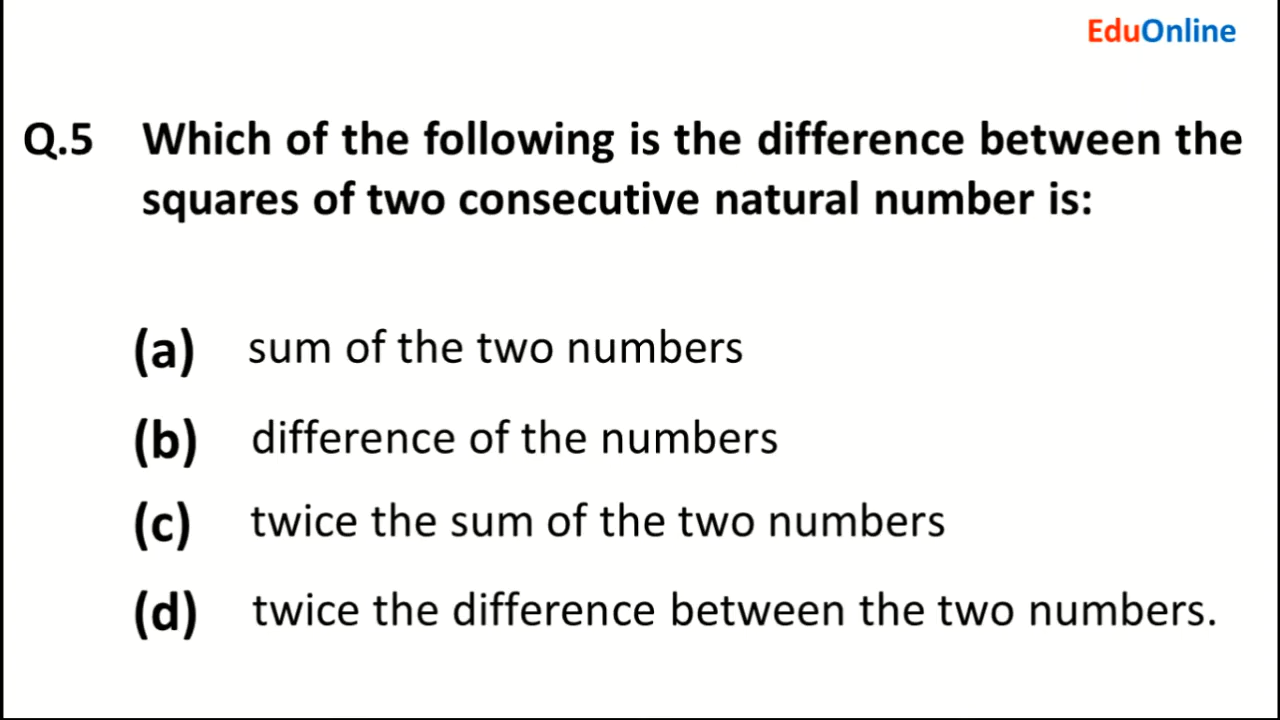 EduOnline
Q.5 Which of the following is the difference between the
squares of two consecutive natural number is:
(a) sum of the two numbers
(b) difference of the numbers
(c) twice the sum of the two numbers
(d) twice the difference between the two numbers.